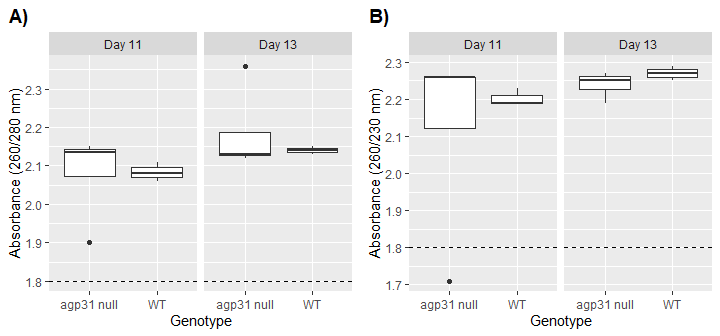 A)
Day 11 Day 13
Absorbance (260/280 nm)
2.3
2.2
2.1
2.0
1.9
1.8
agp31 null WT agp31 null WT
Genotype
B)
Day 11 Day 13
Absorbance (260/230 nm)
2.3
2.2
2.1
2.0
1.9
1.8
1.7
agp31 null WT agp31 null WT
Genotype